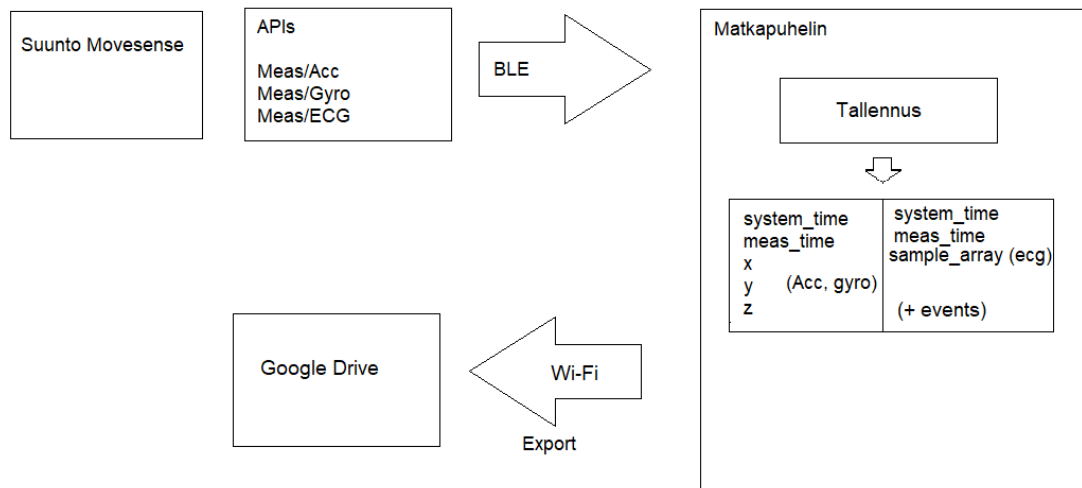 Suunto Movesense
APIs
Meas/Acc
Meas/Gyro
Meas/ECG
BLE
Matkapuhelin
Tallennus
system_time
meas_time
x
y
z
(Acc, gyro)
system_time
meas_time
sample_array (ecg)
(+ events)
Google Drive
Wi-Fi
Export